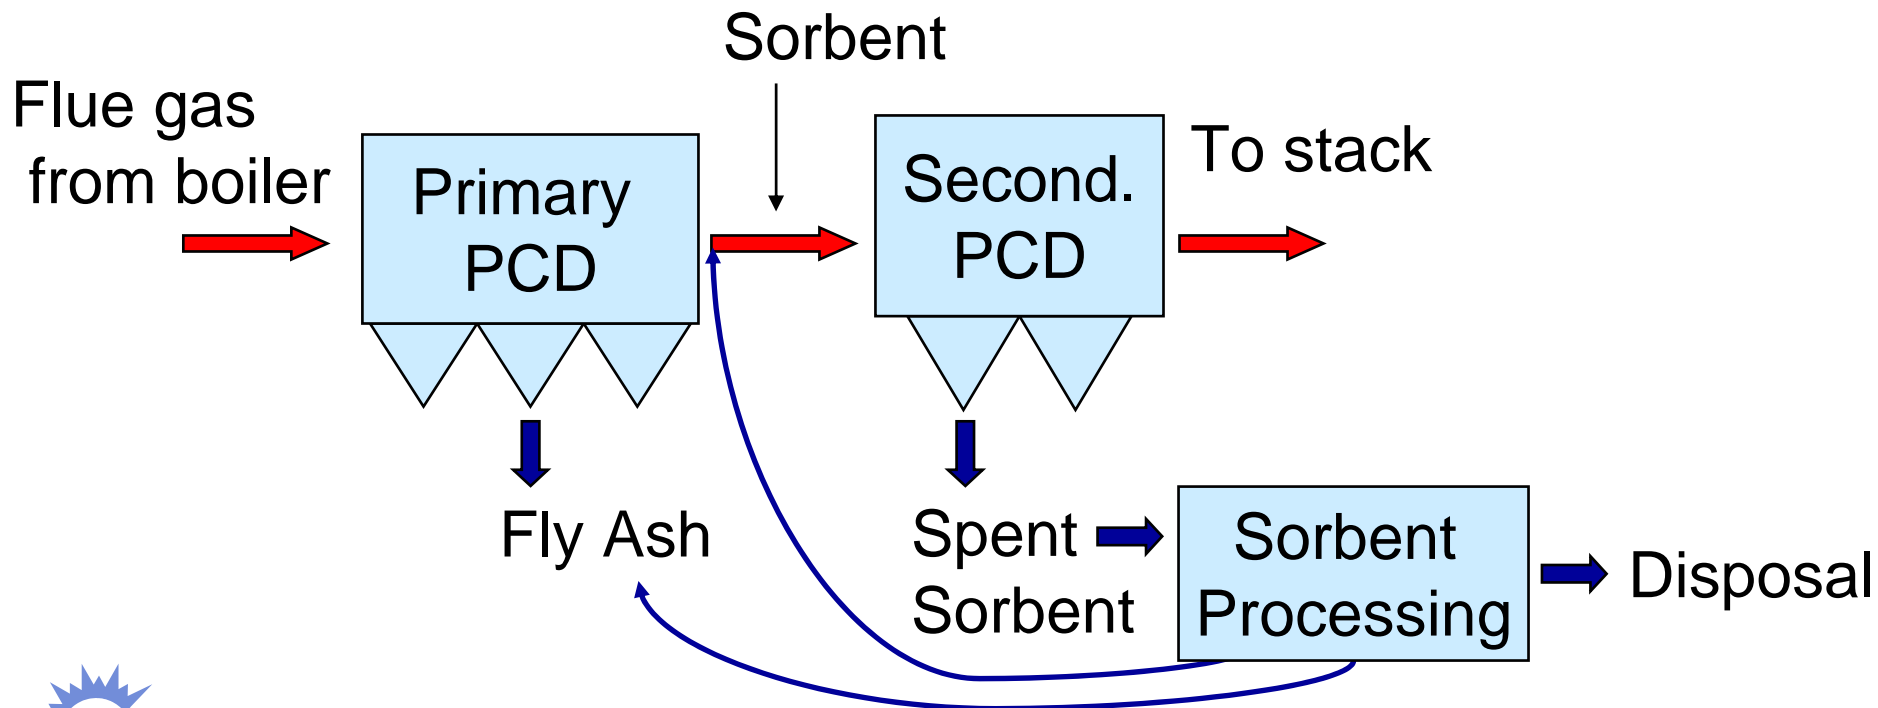 Sorbent
Flue gas
from boiler
Primary
PCD
Second.
PCD
To stack
Fly Ash
Spent
Sorbent
Sorbent
Processing
Disposal